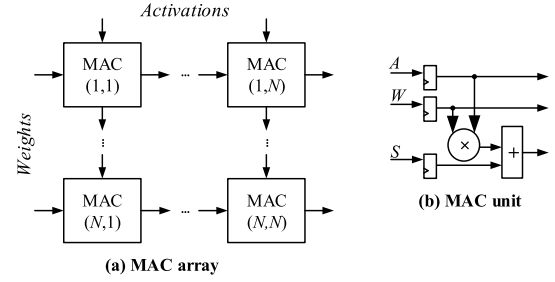 Activations
Weights
MAC
(1,1)
...
MAC
(1,N)
...
...
MAC
(N,1)
...
MAC
(N,N)
(a) MAC array
A
W
×
S
+
(b) MAC unit